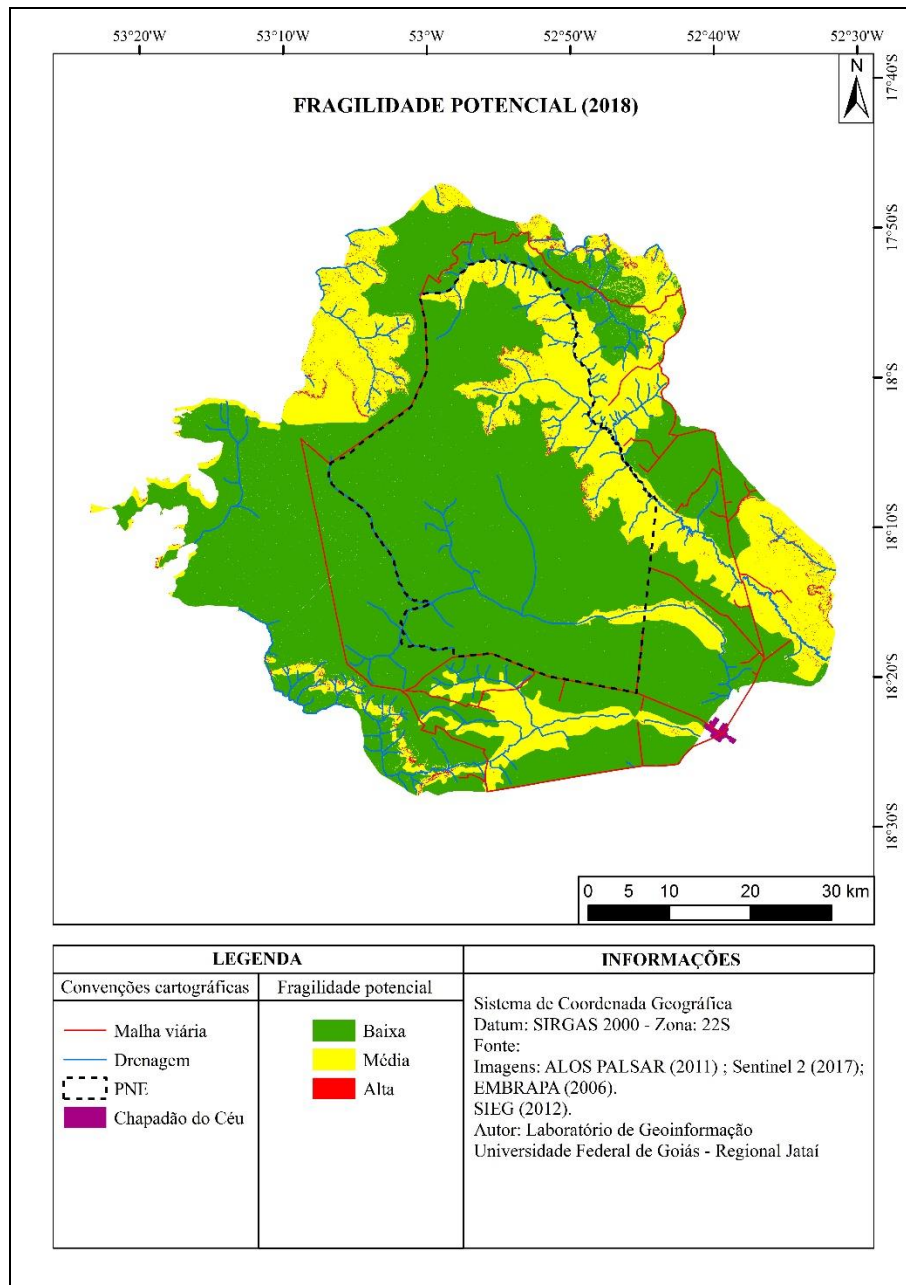 53°20'W 53°10'W 53°W 52°50'W 52°40'W 52°30'W
17°40'S
N
FRAGILIDADE POTENCIAL (2018)
17°50'S
18°S
18°10'S
18°20'S
18°30'S
0 5 10 20 30 km
LEGENDA
Convenções cartográficas
Malha viária
Drenagem
PNE
Chapadão do Céu
Fragilidade potencial
Baixa
Média
Alta
INFORMAÇÕES
Sistema de Coordenada Geográfica
Datum: SIRGAS 2000 - Zona: 22S
Fonte:
Imagens: ALOS PALSAR (2011) ; Sentinel 2 (2017);
EMBRAPA (2006).
SIEG (2012).
Autor: Laboratório de Geoinformação
Universidade Federal de Goiás - Regional Jataí